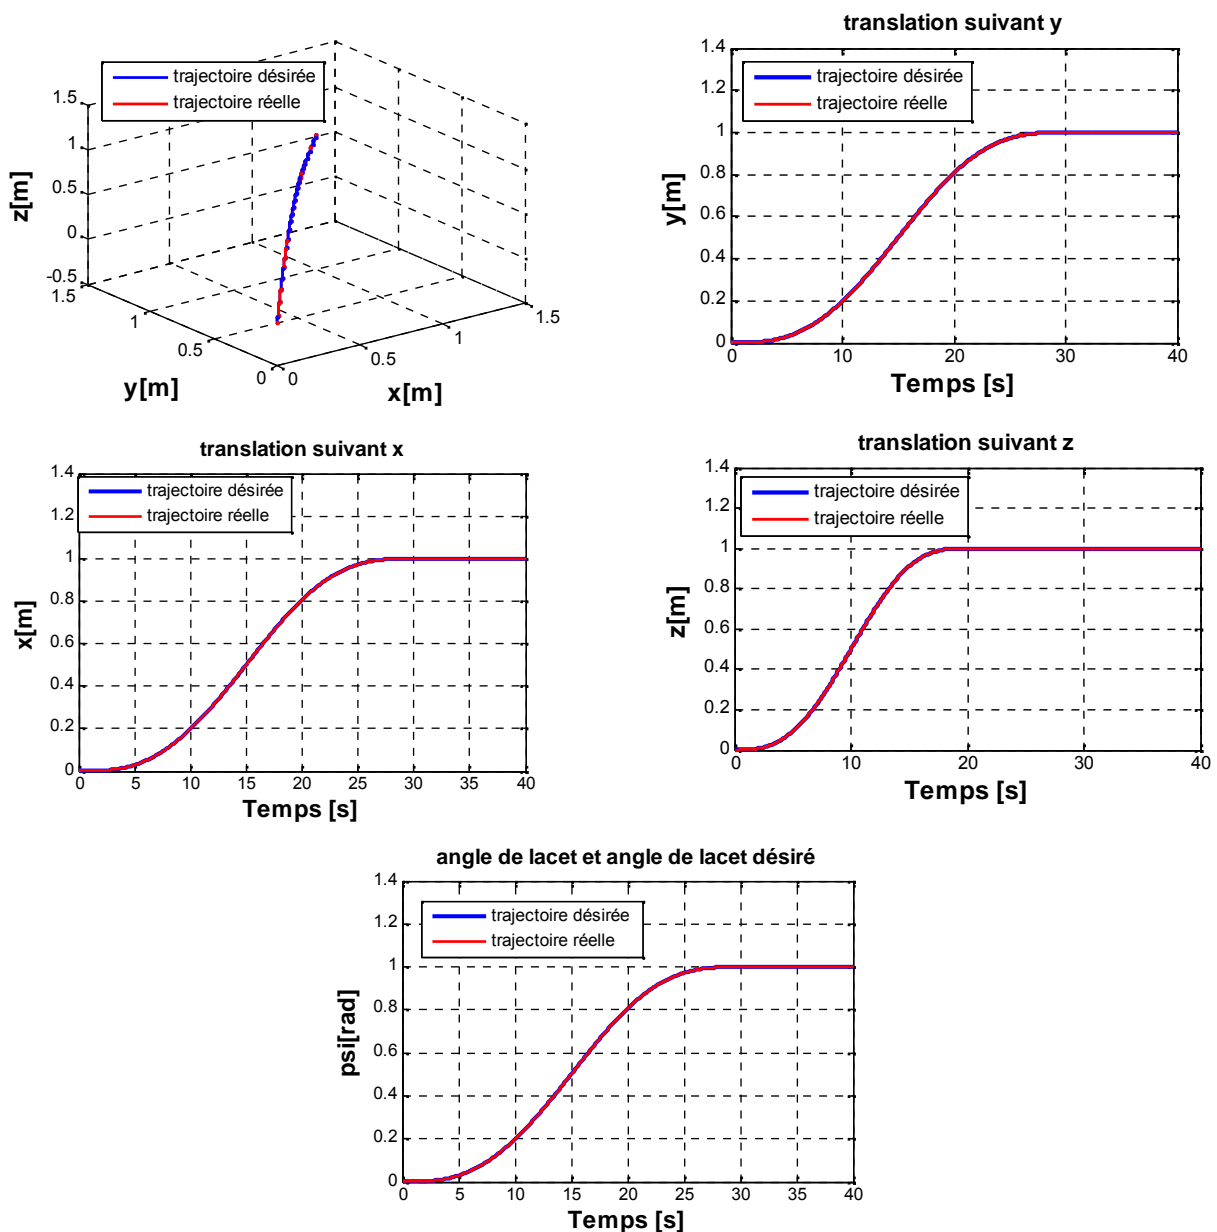 trajectoire désirée
trajectoire réelle
1.5
1
0.5
0
-0.5
z[m]
1.5
1
0.5
0
y[m]
0
0.5
1
1.5
x[m]
translation suivant y
trajectoire désirée
trajectoire réelle
1.4
1.2
1
0.8
0.6
0.4
0.2
0
y[m]
0 10 20 30 40
Temps [s]
translation suivant x
trajectoire désirée
trajectoire réelle
1.4
1.2
1
0.8
0.6
0.4
0.2
0
x[m]
0 5 10 15 20 25 30 35 40
Temps [s]
translation suivant z
trajectoire désirée
trajectoire réelle
1.4
1.2
1
0.8
0.6
0.4
0.2
0
z[m]
0 10 20 30 40
Temps [s]
angle de lacet et angle de lacet désiré
trajectoire désirée
trajectoire réelle
1.4
1.2
1
0.8
0.6
0.4
0.2
0
psi[rad]
0 5 10 15 20 25 30 35 40
Temps [s]